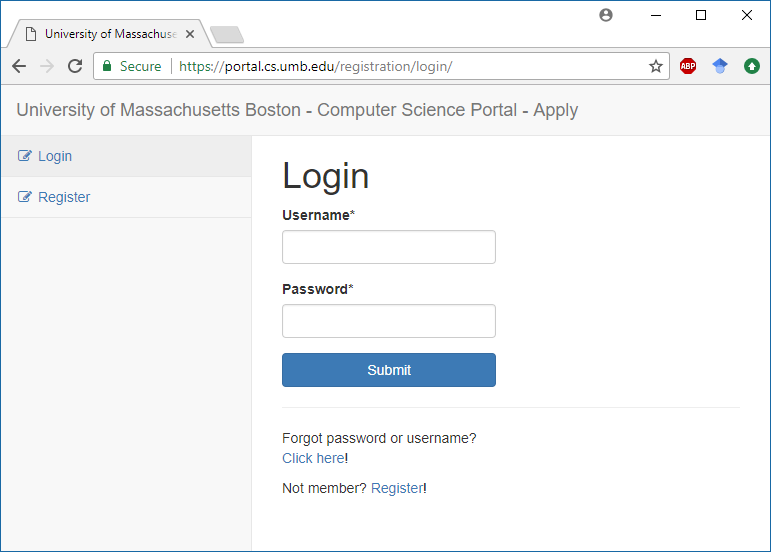 University of Massachuse
Secure https://portal.cs.umb.edu/registration/login/
ABP
University of Massachusetts Boston - Computer Science Portal - Apply
Login
Register
Login
Username*
Password*
Submit
Forgot password or username?
Click here!
Not member? Register!